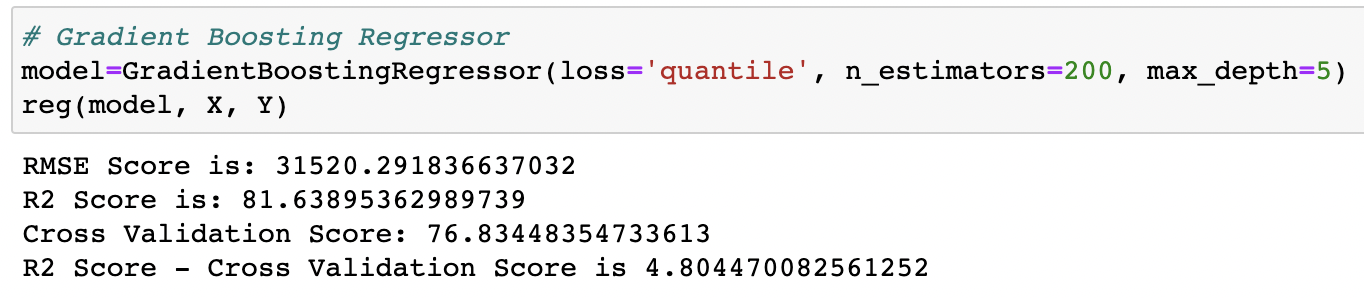 # Gradient Boosting Regressor
model=GradientBoostingRegressor(loss='quantile', n_estimators=200, max_depth=5)
reg(model, X, Y)
RMSE Score is: 31520.291836637032
R2 Score is: 81.63895362989739
Cross Validation Score: 76.83448354733613
R2 Score - Cross Validation Score is 4.804470082561252